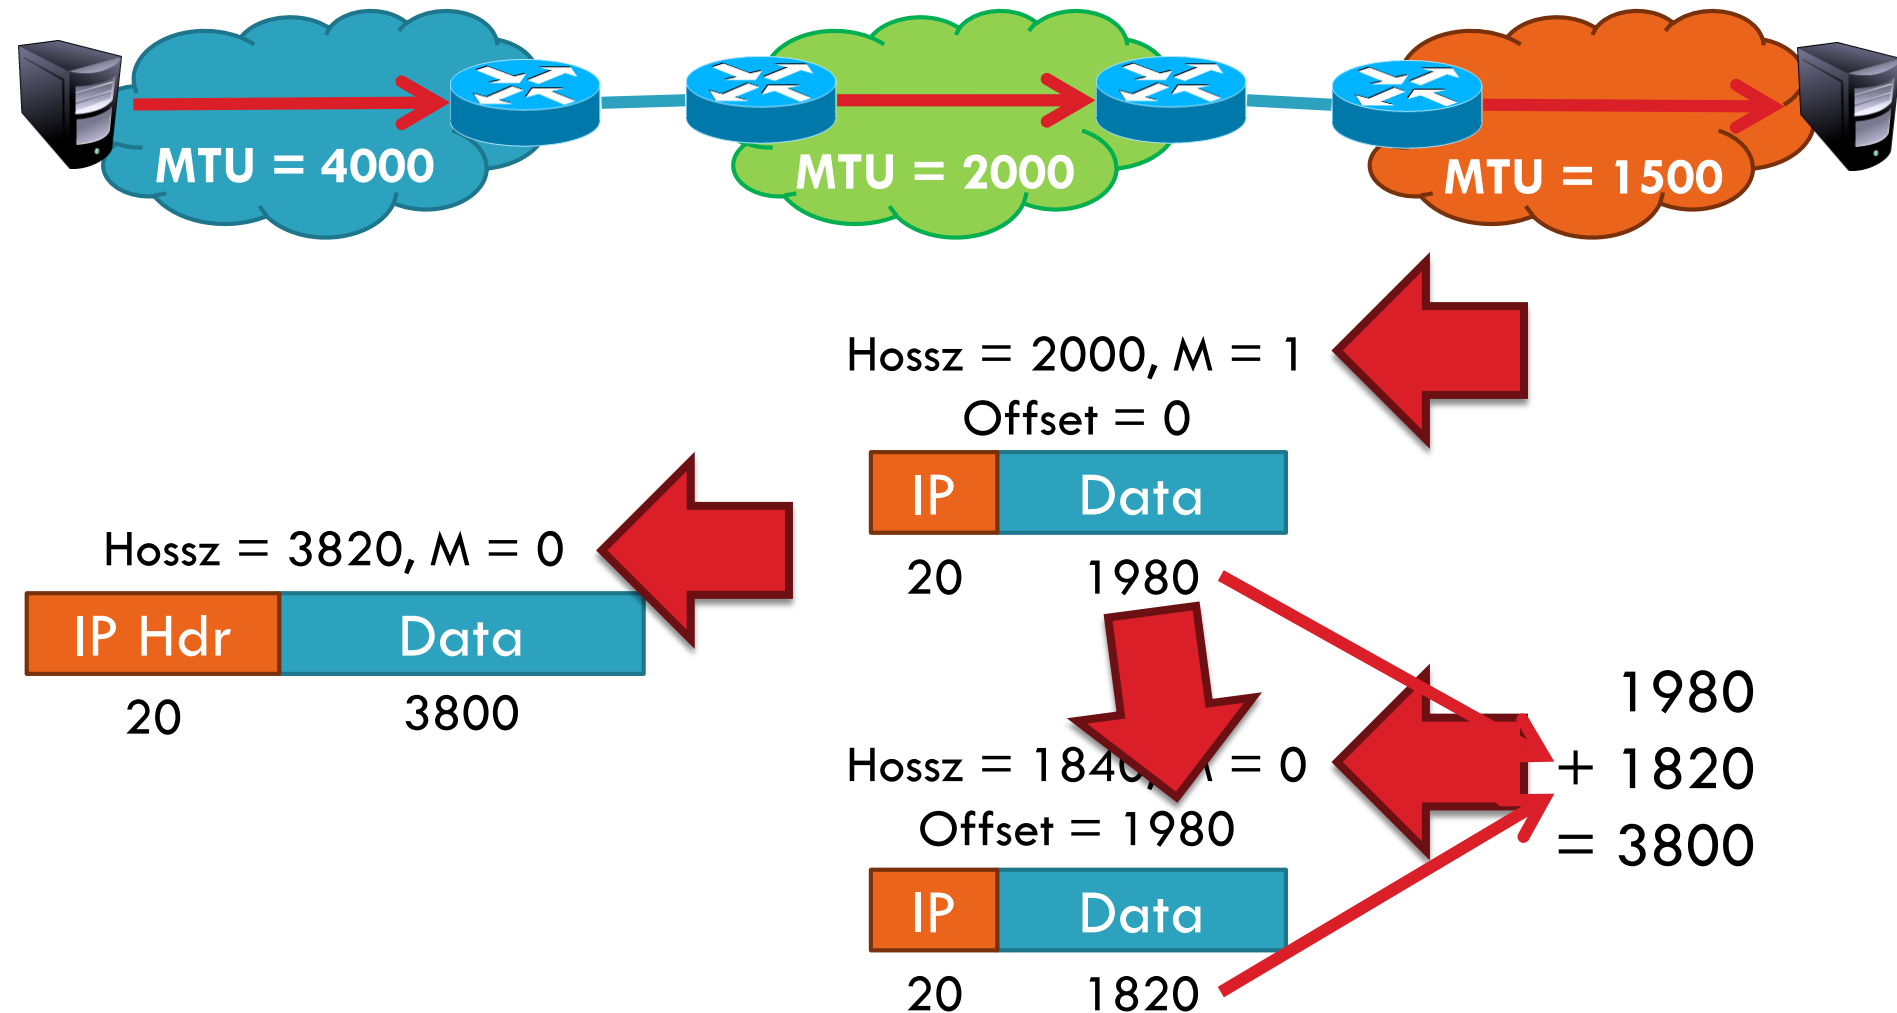 MTU = 4000
MTU = 2000
MTU = 1500
Hossz = 3820, M = 0
IP Hdr Data
20 3800
Hossz = 2000, M = 1
Offset = 0
IP Data
20 1980
Hossz = 1840, M = 0
Offset = 1980
IP Data
20 1820
1980
+ 1820
= 3800